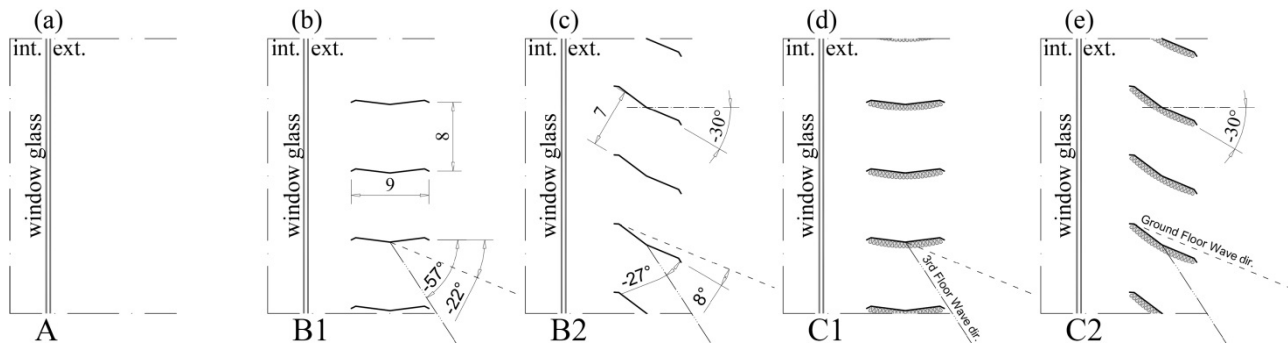 (a)
int. ext.
window glass
A
(b)
int. ext.
window glass
8
9
-57°
-22°
B1
(c)
int. ext.
window glass
7
-30°
-27°
8°
B2
(d)
int. ext.
window glass
3rd Floor Wave dir.
C1
(e)
int. ext.
window glass
-30°
Ground Floor Wave dir.
C2